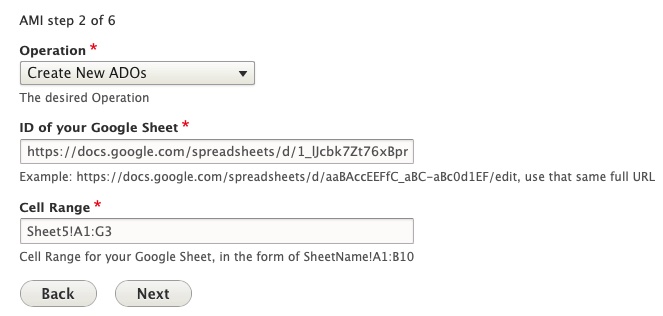 AMI step 2 of 6
Operation *
Create New ADOs
The desired Operation
ID of your Google Sheet *
https://docs.google.com/spreadsheets/d/1_lJcbk7Zt76xBpr
Example: https://docs.google.com/spreadsheets/d/aaBAccEEFfC_aBC-aBc0d1EF/edit, use that same full URL
Cell Range *
Sheet5!A1:G3
Cell Range for your Google Sheet, in the form of SheetName!A1:B10
Back Next